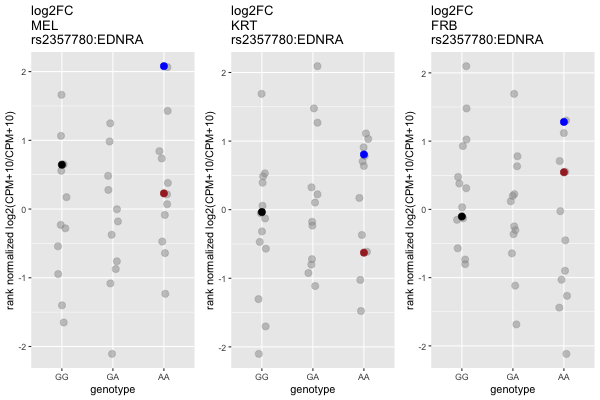 log2FC
MEL
rs2357780:EDNRA
rank normalized log2(CPM+10/CPM+10)
2
1
0
-1
-2
GG
GA
AA
genotype
log2FC
KRT
rs2357780:EDNRA
rank normalized log2(CPM+10/CPM+10)
2
1
0
-1
-2
GG
GA
AA
genotype
log2FC
FRB
rs2357780:EDNRA
rank normalized log2(CPM+10/CPM+10)
2
1
0
-1
-2
GG
GA
AA
genotype